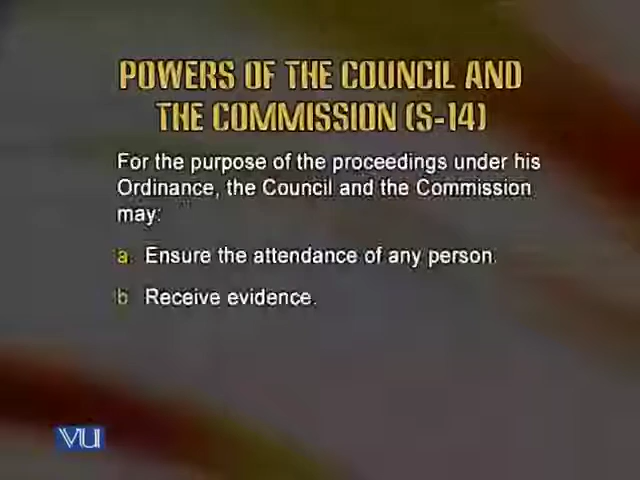 POWERS OF THE COUNCIL AND
THE COMMISSION (S-14)
For the purpose of the proceedings under his
Ordinance, the Council and the Commission
may:
a Ensure the attendance of any person.
b Receive evidence.
VU